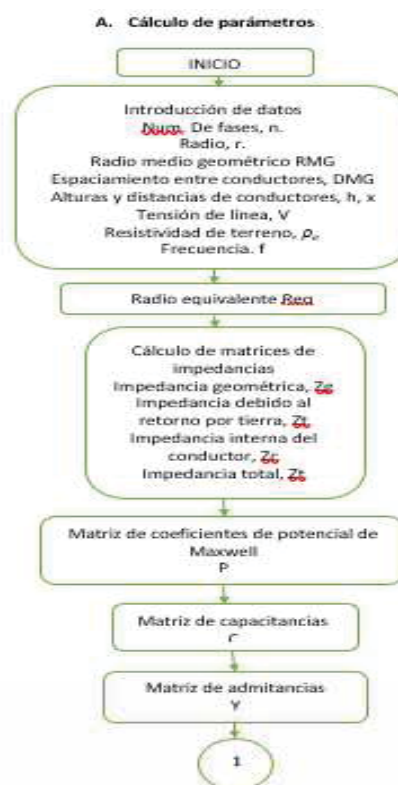 A. Cálculo de parámetros
INICIO
Introducción de datos
Num. De fases, n.
Radio, r.
Radio medio geométrico RMG
Espaciamiento entre conductores, DMG
Alturas y distancias de conductores, h, x
Tensión de línea, V
Resistividad de terreno, ρₑ
Frecuencia. f
Radio equivalente Req
Cálculo de matrices de
impedancias
Impedancia geométrica, Zg
Impedancia debido al
retorno por tierra, Zt
Impedancia interna del
conductor, Zc
Impedancia total, Zt
Matriz de coeficientes de potencial de
Maxwell
P
Matriz de capacitancias
C
Matriz de admitancias
Y
1